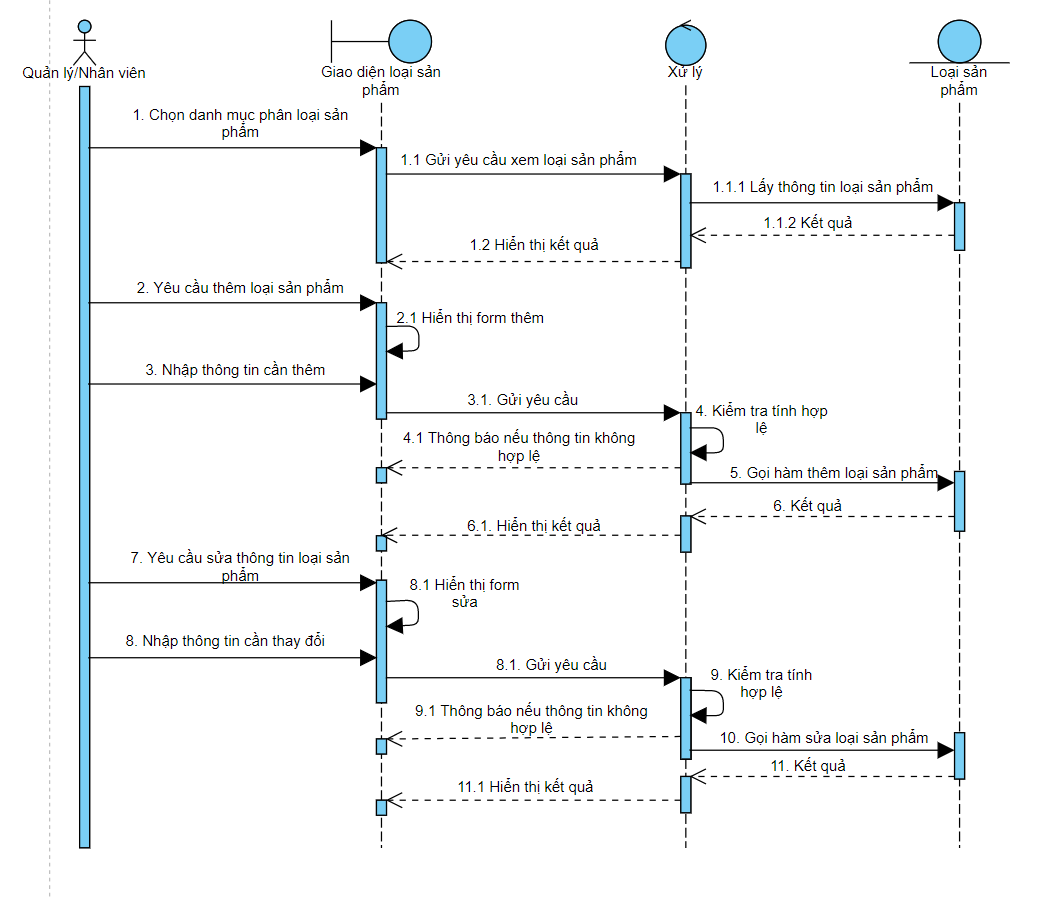 Quản lý/Nhân viên
Giao diện loại sản
phẩm
Xử lý
Loại sản
phẩm
1. Chọn danh mục phân loại sản
phẩm
1.1 Gửi yêu cầu xem loại sản phẩm
1.1.1 Lấy thông tin loại sản phẩm
1.1.2 Kết quả
1.2 Hiển thị kết quả
2. Yêu cầu thêm loại sản phẩm
2.1 Hiển thị form thêm
3. Nhập thông tin cần thêm
3.1. Gửi yêu cầu
4. Kiểm tra tính hợp
lệ
4.1 Thông báo nếu thông tin không
hợp lệ
5. Gọi hàm thêm loại sản phẩm
6. Kết quả
6.1. Hiển thị kết quả
7. Yêu cầu sửa thông tin loại sản
phẩm
8.1 Hiển thị form
sửa
8. Nhập thông tin cần thay đổi
8.1. Gửi yêu cầu
9. Kiểm tra tính
hợp lệ
9.1 Thông báo nếu thông tin không
hợp lệ
10. Gọi hàm sửa loại sản phẩm
11. Kết quả
11.1 Hiển thị kết quả